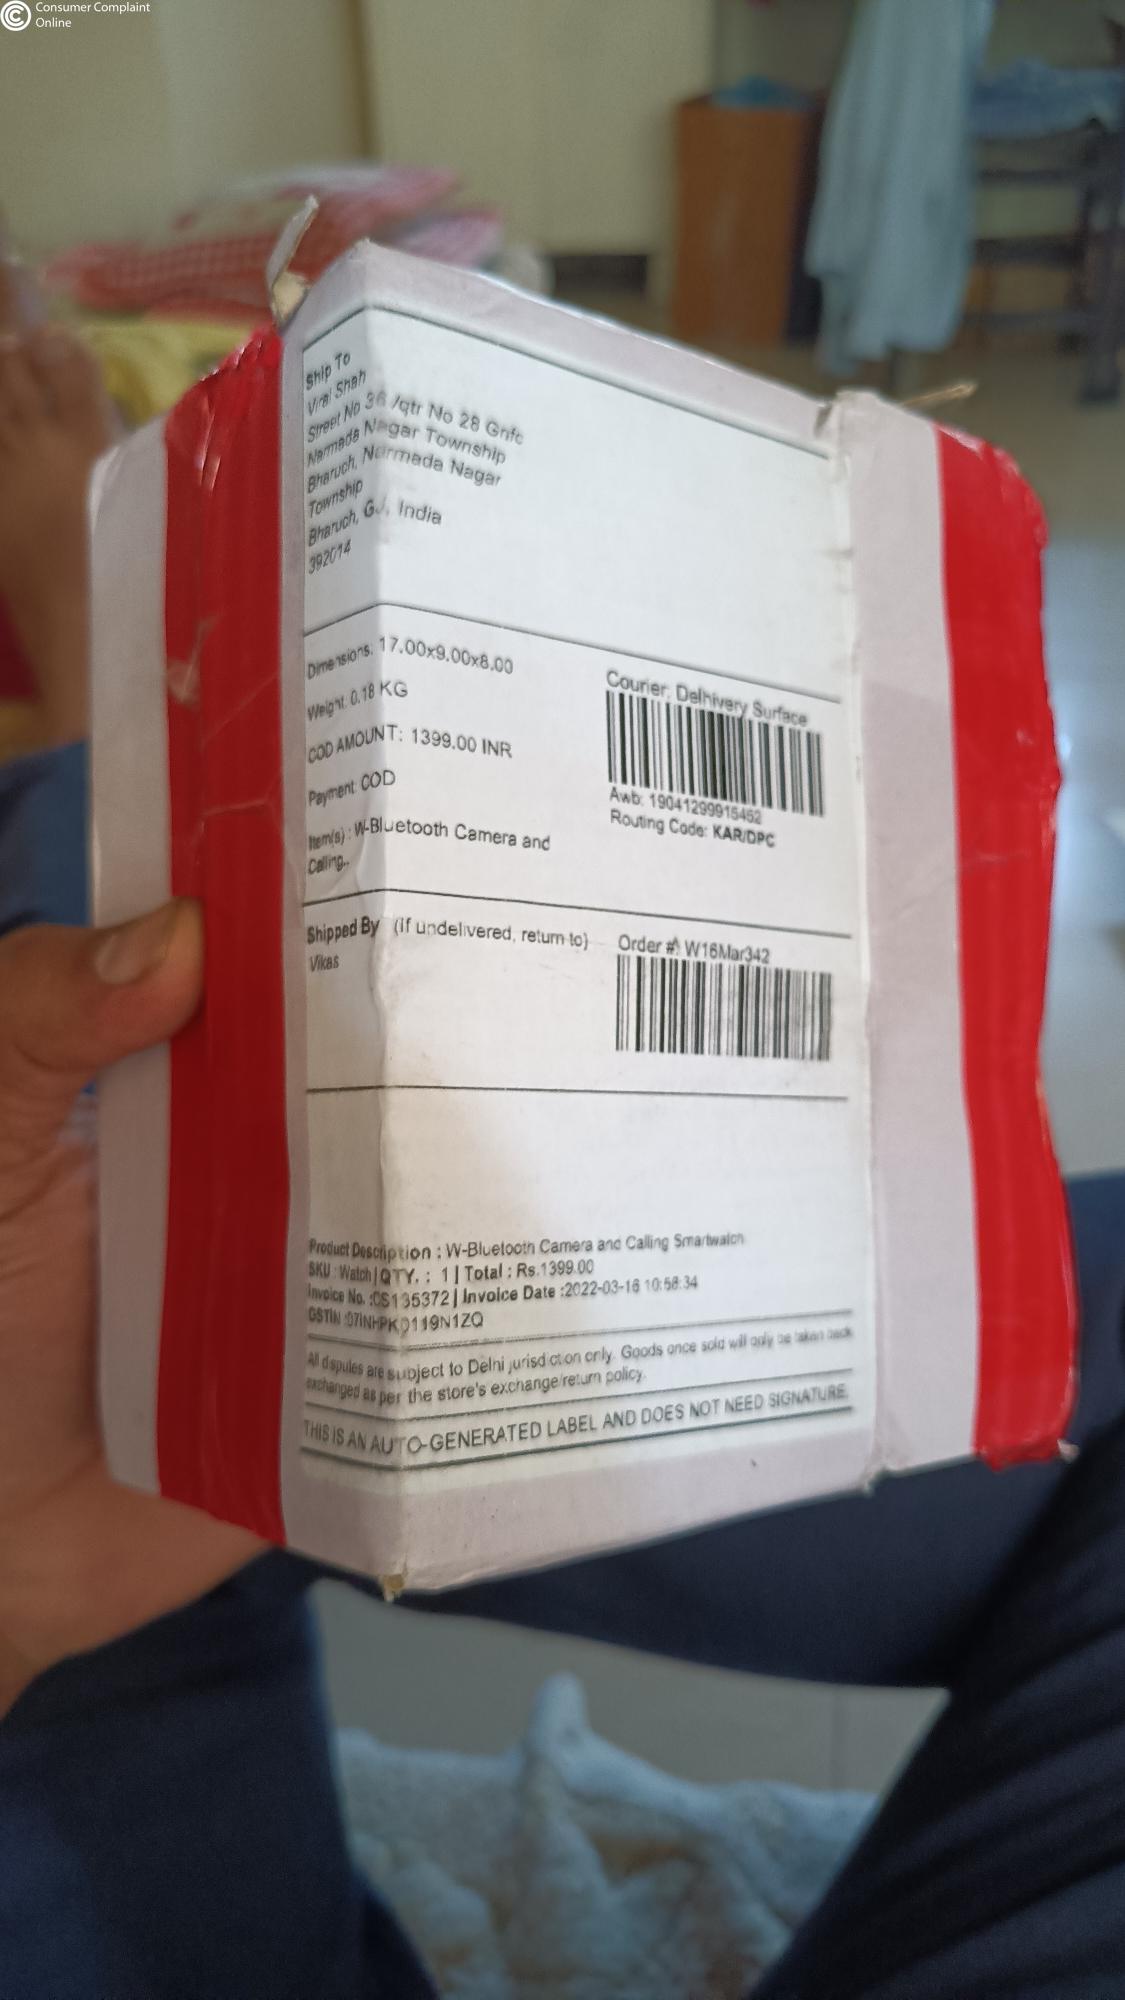 Consumer Complaint
Online
Ship To
Viral Shah
Street No 36 /qtr No 28 Gnfc
Narmada Nagar Township
Bharuch, Narmada Nagar
Township
Bharuch, GJ, India
392014
Dimensions: 17.00x9.00x8.00
Weight: 0.18 KG
COD AMOUNT: 1399.00 INR
Payment: COD
Item(s) : W-Bluetooth Camera and
Calling..
Courier: Delhivery Surface
Awb: 19041299915452
Routing Code: KAR/DPC
Shipped By (if undelivered, return to)
Vikas
Order #: W16Mar342
Product Description : W-Bluetooth Camera and Calling Smartwatch
SKU : Watch | QTY. : 1 | Total : Rs.1399.00
Invoice No. :CS135372 | Invoice Date :2022-03-16 10:58:34
GSTIN
All disputes are subject to Delhi jurisdiction only. Goods once sold will only be taken back
exchanged as per the store's exchange/return policy.
THIS IS AN AUTO-GENERATED LABEL AND DOES NOT NEED SIGNATURE.